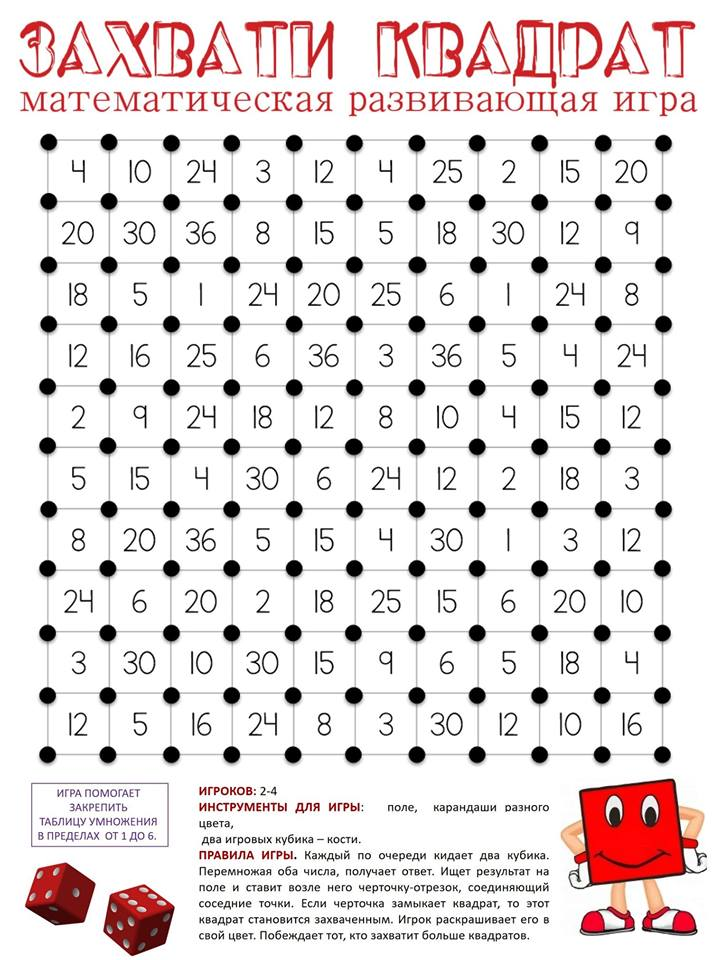 ЗАХВАТИ КВАДРАТ
математическая развивающая игра
4 10 24 3 12 4 25 2 15 20
20 30 36 8 15 5 18 30 12 9
18 5 1 24 20 25 6 1 24 8
12 16 25 6 36 3 36 5 4 24
2 9 24 18 12 8 10 4 15 12
5 15 4 30 6 24 12 2 18 3
8 20 36 5 15 4 30 1 3 12
24 6 20 2 18 25 15 6 20 10
3 30 10 30 15 9 6 5 18 4
12 5 16 24 8 3 30 12 10 16
ИГРА ПОМОГАЕТ
ЗАКРЕПИТЬ
ТАБЛИЦУ УМНОЖЕНИЯ
В ПРЕДЕЛАХ ОТ 1 ДО 6.
ИГРОКОВ: 2-4
ИНСТРУМЕНТЫ ДЛЯ ИГРЫ: поле, карандаши разного
цвета,
два игровых кубика – кости.
ПРАВИЛА ИГРЫ. Каждый по очереди кидает два кубика.
Перемножая оба числа, получает ответ. Ищет результат на
поле и ставит возле него черточку-отрезок, соединяющий
соседние точки. Если черточка замыкает квадрат, то этот
квадрат становится захваченным. Игрок раскрашивает его в
свой цвет. Побеждает тот, кто захватит больше квадратов.